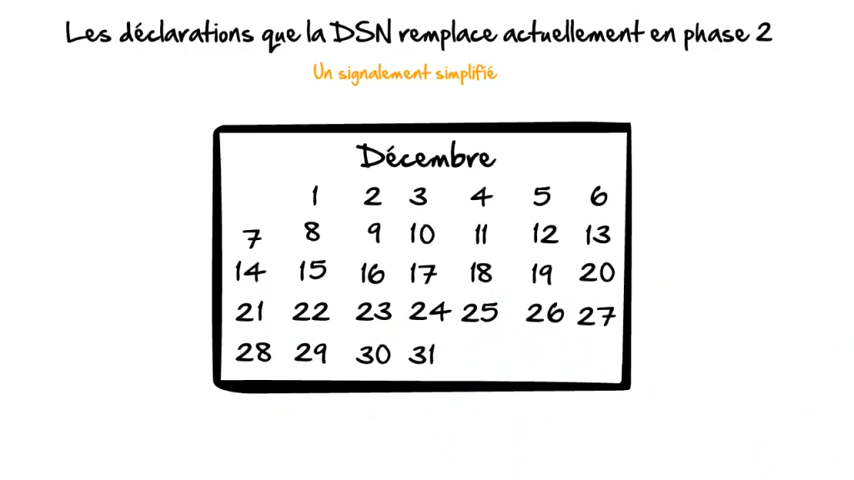 Les déclarations que la DSN remplace actuellement en phase 2
Un signalement simplifié
Décembre
1 2 3 4 5 6
7 8 9 10 11 12 13
14 15 16 17 18 19 20
21 22 23 24 25 26 27
28 29 30 31